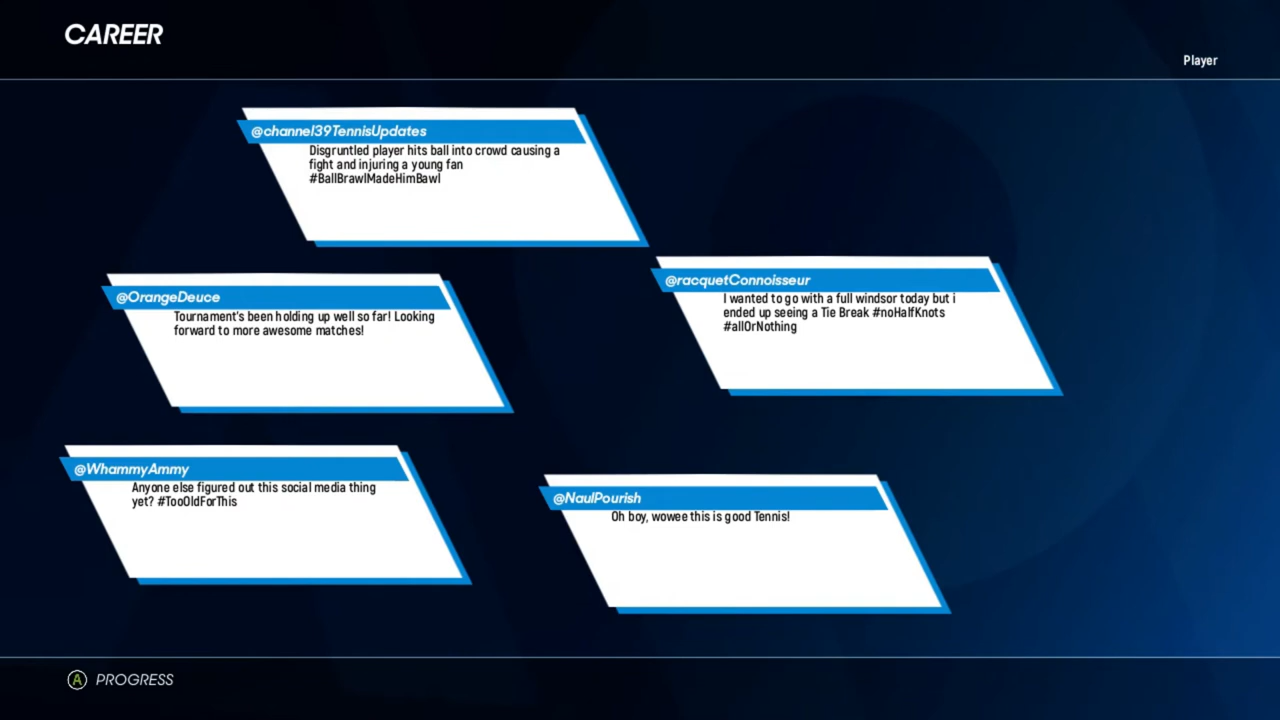 CAREER
Player
@channel39TennisUpdates
Disgruntled player hits ball into crowd causing a
fight and injuring a young fan
#BallBrawlMadeHimBawl
@racquetConnoisseur
I wanted to go with a full windsor today but i
ended up seeing a Tie Break #noHalfKnots
#allOrNothing
@OrangeDeuce
Tournament's been holding up well so far! Looking
forward to more awesome matches!
@WhammyAmmy
Anyone else figured out this social media thing
yet? #TooOldForThis
@NaulPourish
Oh boy, wowee this is good Tennis!
A PROGRESS